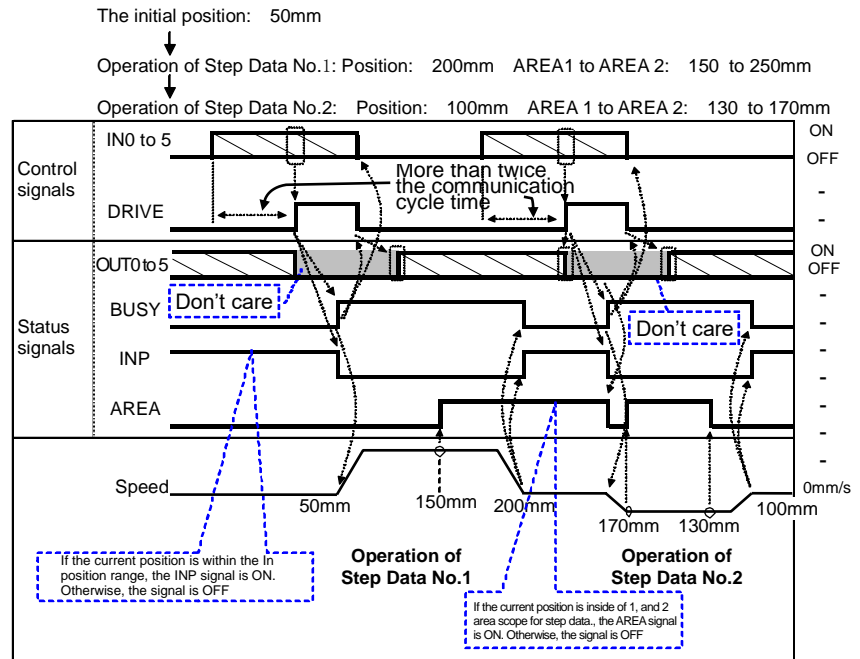 The initial position: 50mm
Operation of Step Data No.1: Position: 200mm AREA1 to AREA 2: 150 to 250mm
Operation of Step Data No.2: Position: 100mm AREA 1 to AREA 2: 130 to 170mm
Control signals
IN0 to 5
ON
OFF
More than twice
the communication
cycle time
-
DRIVE
-
Status signals
OUT0 to 5
ON
OFF
Don't care
-
BUSY
Don't care
-
-
INP
-
-
AREA
-
-
Speed
0mm/s
50mm
150mm
200mm
170mm
130mm
100mm
If the current position is within the In
position range, the INP signal is ON.
Otherwise, the signal is OFF
Operation of
Step Data No.1
Operation of
Step Data No.2
If the current position is inside of 1, and 2
area scope for step data., the AREA signal
is ON. Otherwise, the signal is OFF